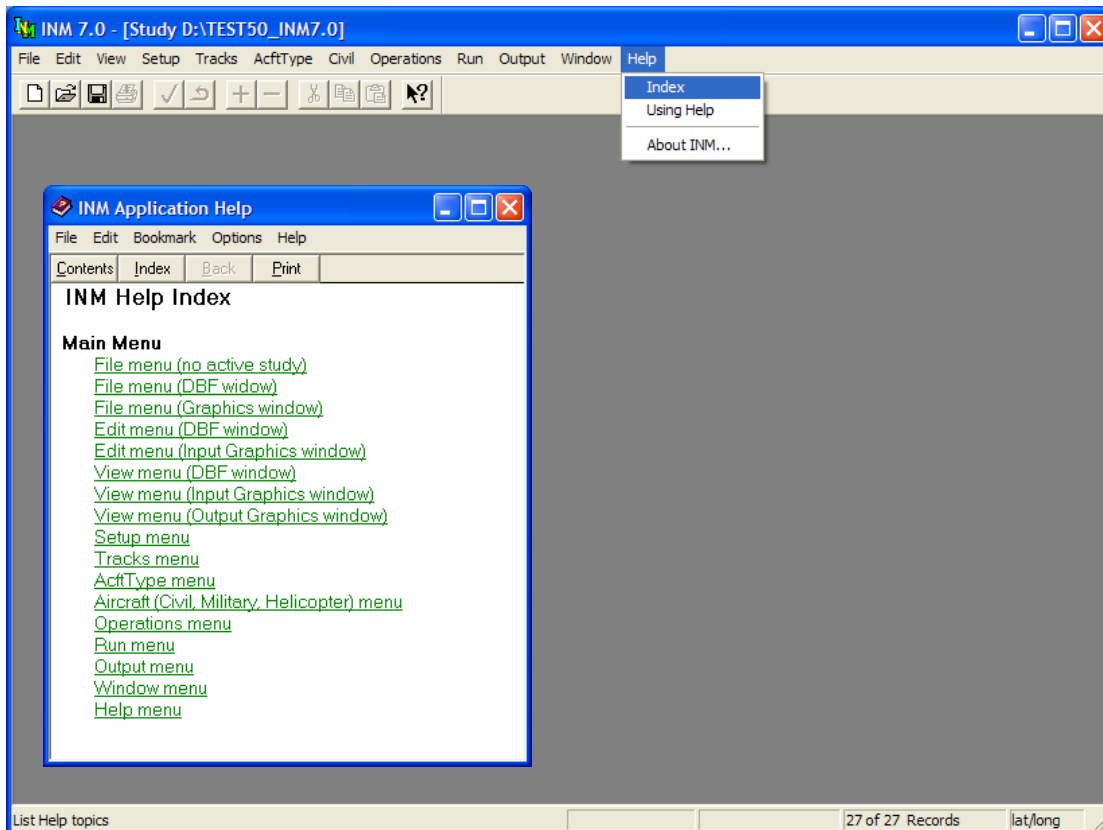 INM 7.0 - [Study D:\TEST50_INM7.0]
File Edit View Setup Tracks AcftType Civil Operations Run Output Window Help
Index
Using Help
About INM...
INM Application Help
File Edit Bookmark Options Help
Contents Index Back Print
INM Help Index
Main Menu
File menu (no active study)
File menu (DBF widow)
File menu (Graphics window)
Edit menu (DBF window)
Edit menu (Input Graphics window)
View menu (DBF window)
View menu (Input Graphics window)
View menu (Output Graphics window)
Setup menu
Tracks menu
AcftType menu
Aircraft (Civil, Military, Helicopter) menu
Operations menu
Run menu
Output menu
Window menu
Help menu
List Help topics 27 of 27 Records lat/long